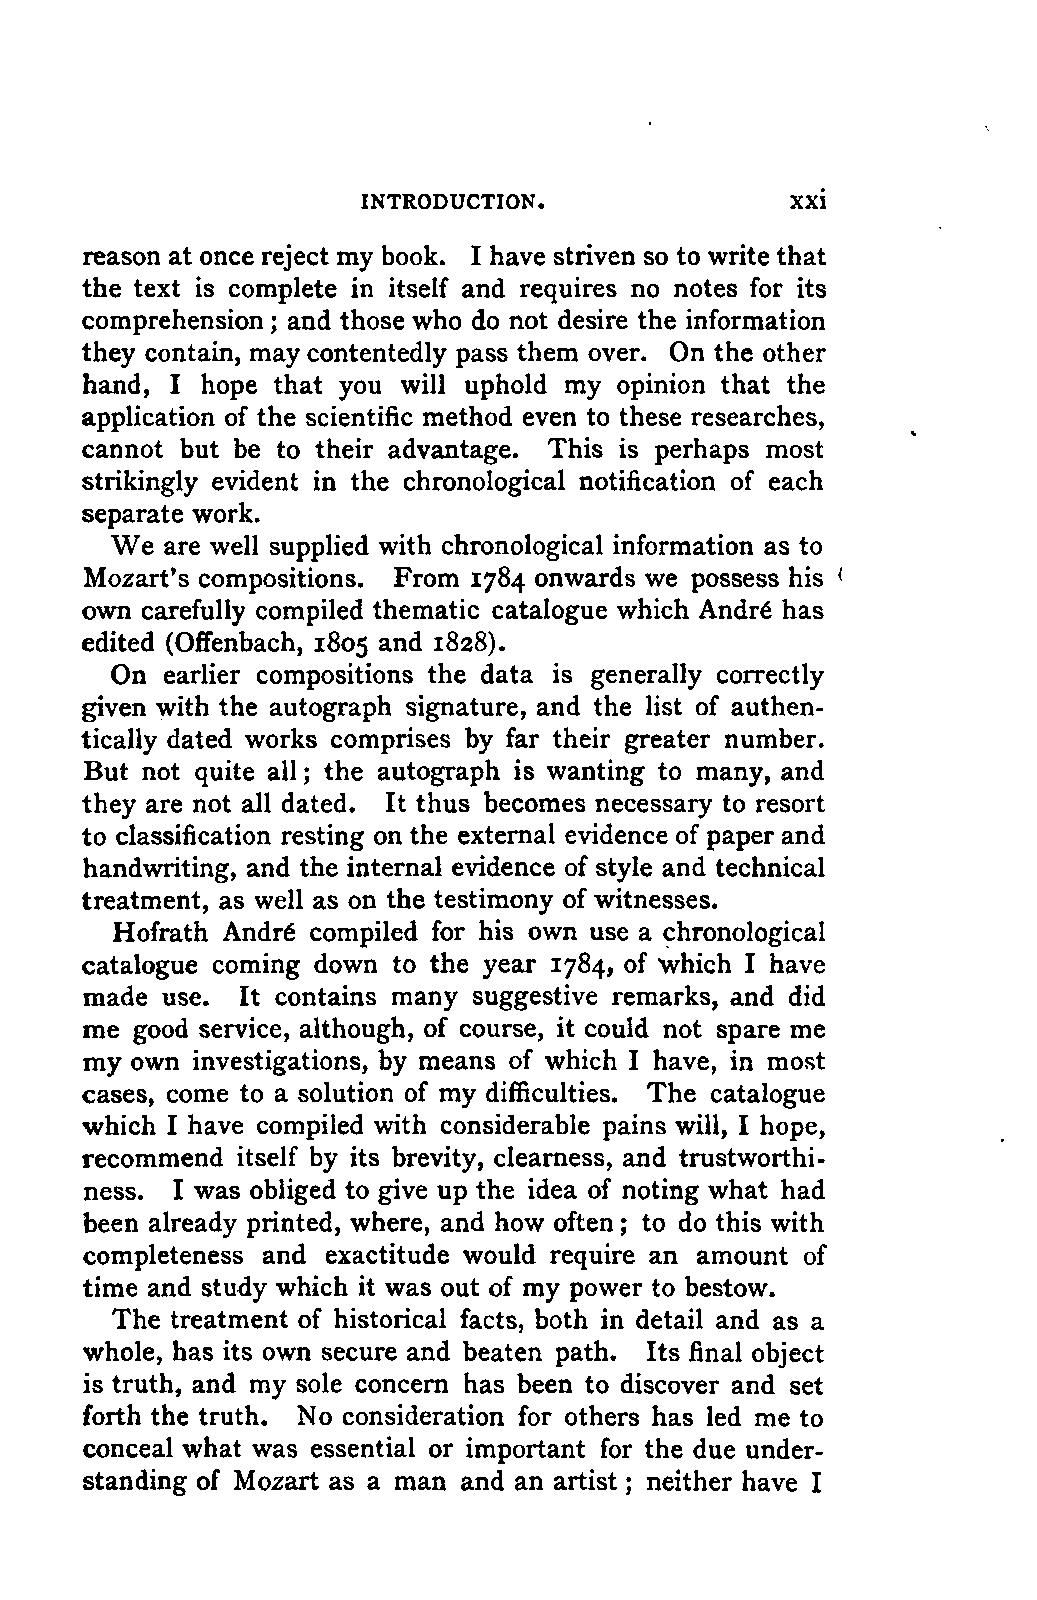 INTRODUCTION. xxi
reason at once reject my book. I have striven so to write that
the text is complete in itself and requires no notes for its
comprehension; and those who do not desire the information
they contain, may contentedly pass them over. On the other
hand, I hope that you will uphold my opinion that the
application of the scientific method even to these researches,
cannot but be to their advantage. This is perhaps most
strikingly evident in the chronological notification of each
separate work.
We are well supplied with chronological information as to
Mozart's compositions. From 1784 onwards we possess his
own carefully compiled thematic catalogue which André has
edited (Offenbach, 1805 and 1828).
On earlier compositions the data is generally correctly
given with the autograph signature, and the list of authen-
tically dated works comprises by far their greater number.
But not quite all; the autograph is wanting to many, and
they are not all dated. It thus becomes necessary to resort
to classification resting on the external evidence of paper and
handwriting, and the internal evidence of style and technical
treatment, as well as on the testimony of witnesses.
Hofrath André compiled for his own use a chronological
catalogue coming down to the year 1784, of which I have
made use. It contains many suggestive remarks, and did
me good service, although, of course, it could not spare me
my own investigations, by means of which I have, in most
cases, come to a solution of my difficulties. The catalogue
which I have compiled with considerable pains will, I hope,
recommend itself by its brevity, clearness, and trustworthi-
ness. I was obliged to give up the idea of noting what had
been already printed, where, and how often; to do this with
completeness and exactitude would require an amount of
time and study which it was out of my power to bestow.
The treatment of historical facts, both in detail and as a
whole, has its own secure and beaten path. Its final object
is truth, and my sole concern has been to discover and set
forth the truth. No consideration for others has led me to
conceal what was essential or important for the due under-
standing of Mozart as a man and an artist; neither have I